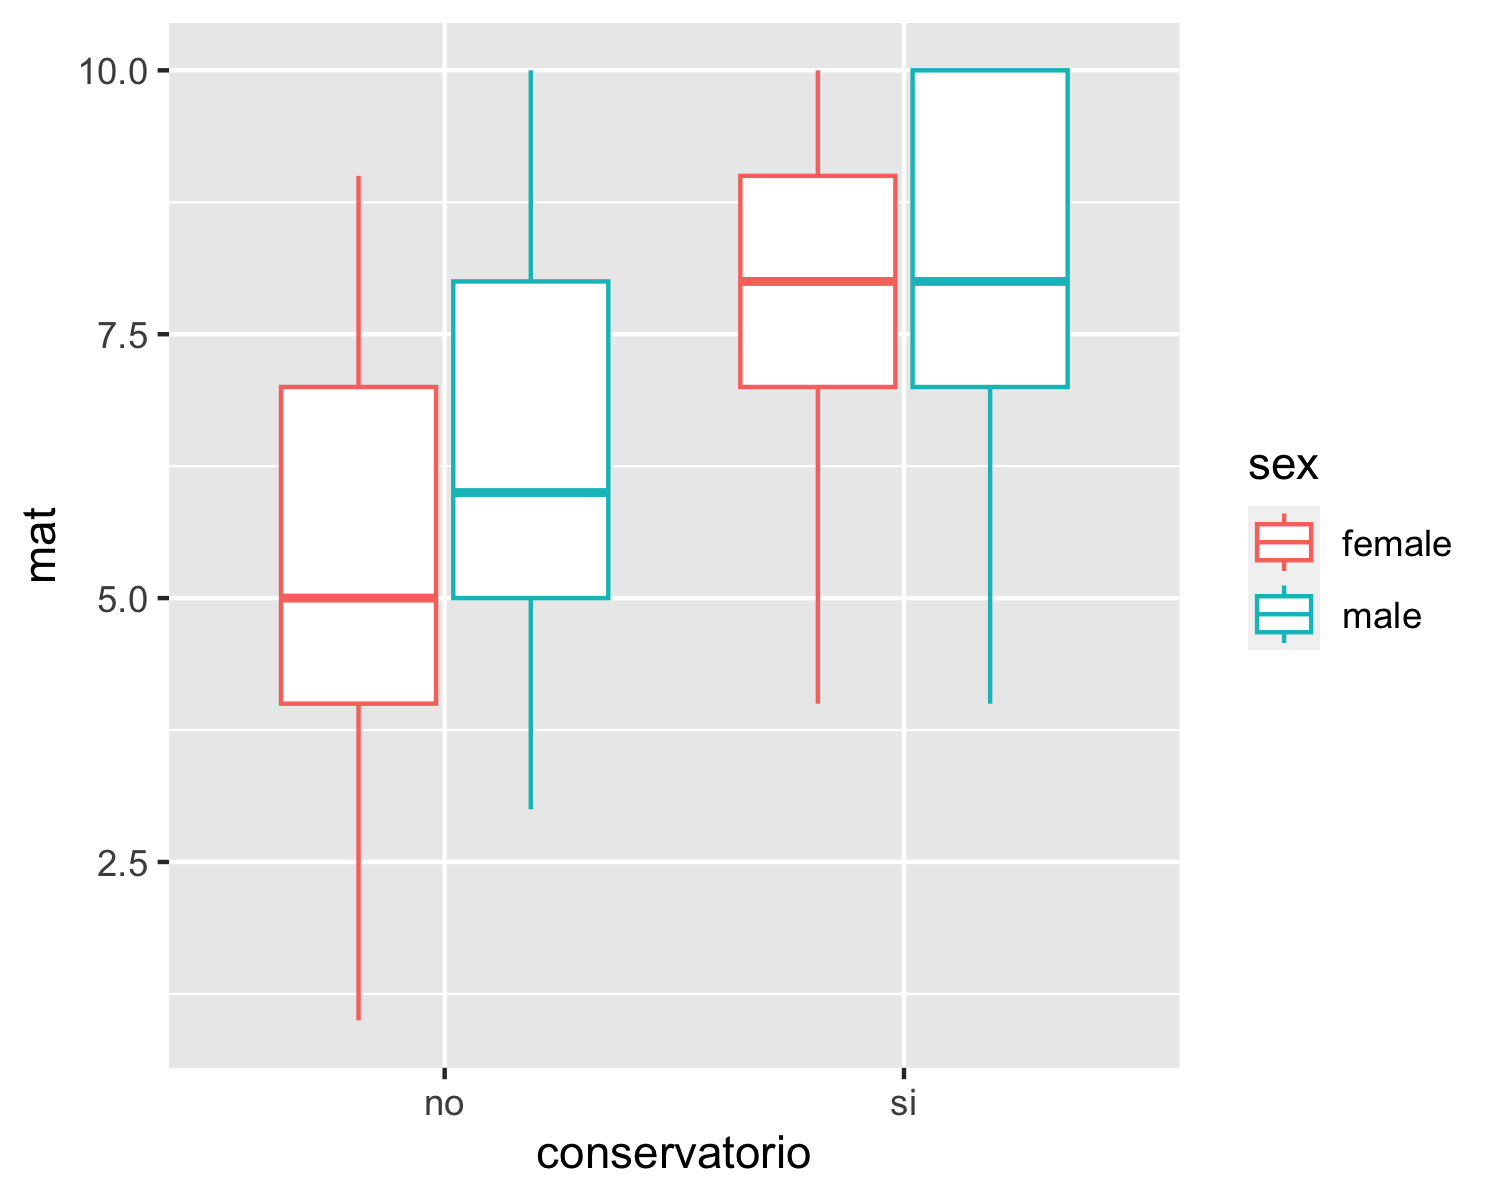 10.0
7.5
5.0
2.5
mat
no
si
conservatorio
sex
female
male